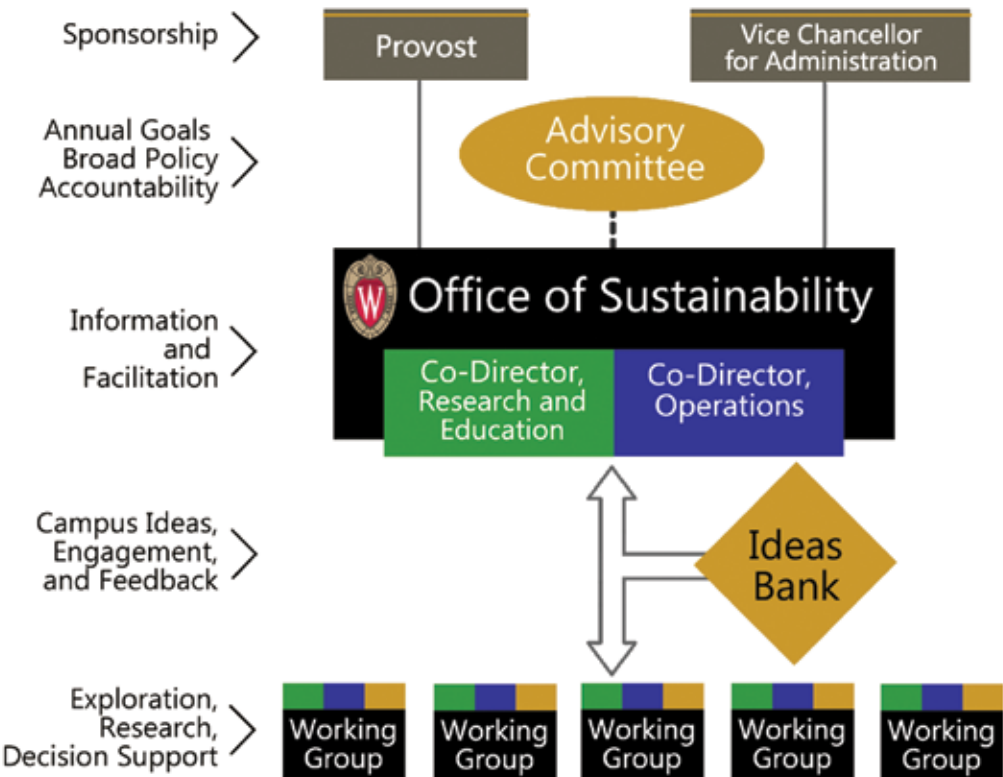 Sponsorship
Provost
Vice Chancellor
for Administration
Annual Goals
Broad Policy
Accountability
Advisory
Committee
Information
and
Facilitation
W
Office of Sustainability
Co-Director,
Research and
Education
Co-Director,
Operations
Campus Ideas,
Engagement,
and Feedback
Ideas
Bank
Exploration,
Research,
Decision Support
Working
Group
Working
Group
Working
Group
Working
Group
Working
Group